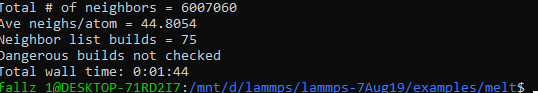 Total # of neighbors = 6007060
Ave neighs/atom = 44.8054
Neighbor list builds = 75
Dangerous builds not checked
Total wall time: 0:01:44
fallz_1@DESKTOP-71RD2I7:/mnt/d/lammps/lammps-7Aug19/examples/melt$